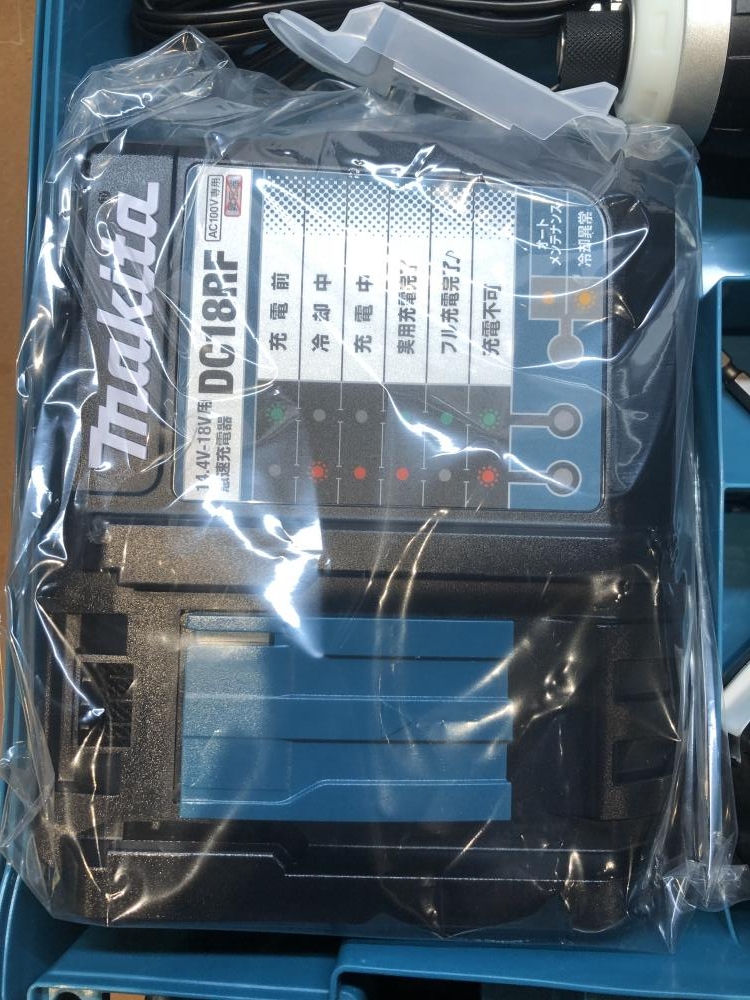 makita
14.4V-18V用
急速充電器
DC18RF
AC100V専用
充電前
冷却中
充電中
実用充電完了
フル充電完了♪
充電不可
オート
メンテナンス
冷却異常